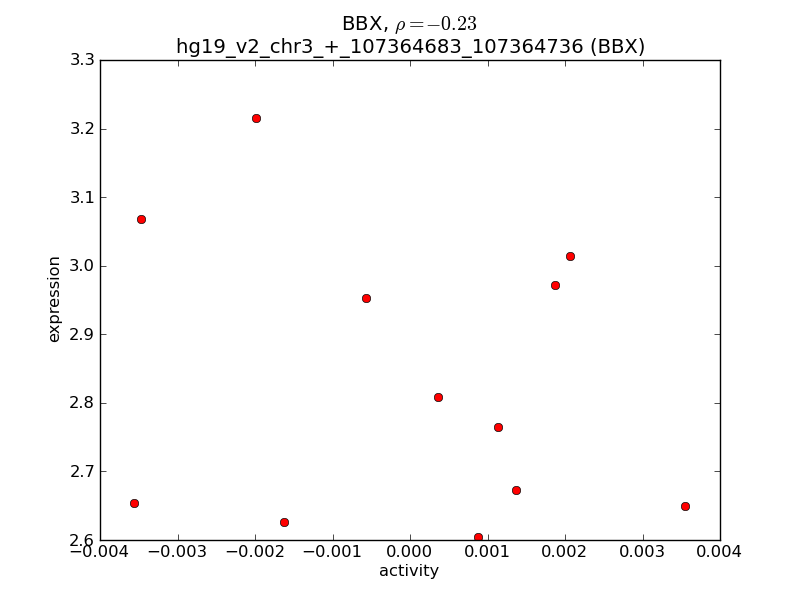 BBX, ρ = −0.23
hg19_v2_chr3_+_107364683_107364736 (BBX)
3.3
3.2
3.1
3.0
expression
2.9
2.8
2.7
2.6
−0.004 −0.003 −0.002 −0.001 0.000 0.001 0.002 0.003 0.004
activity